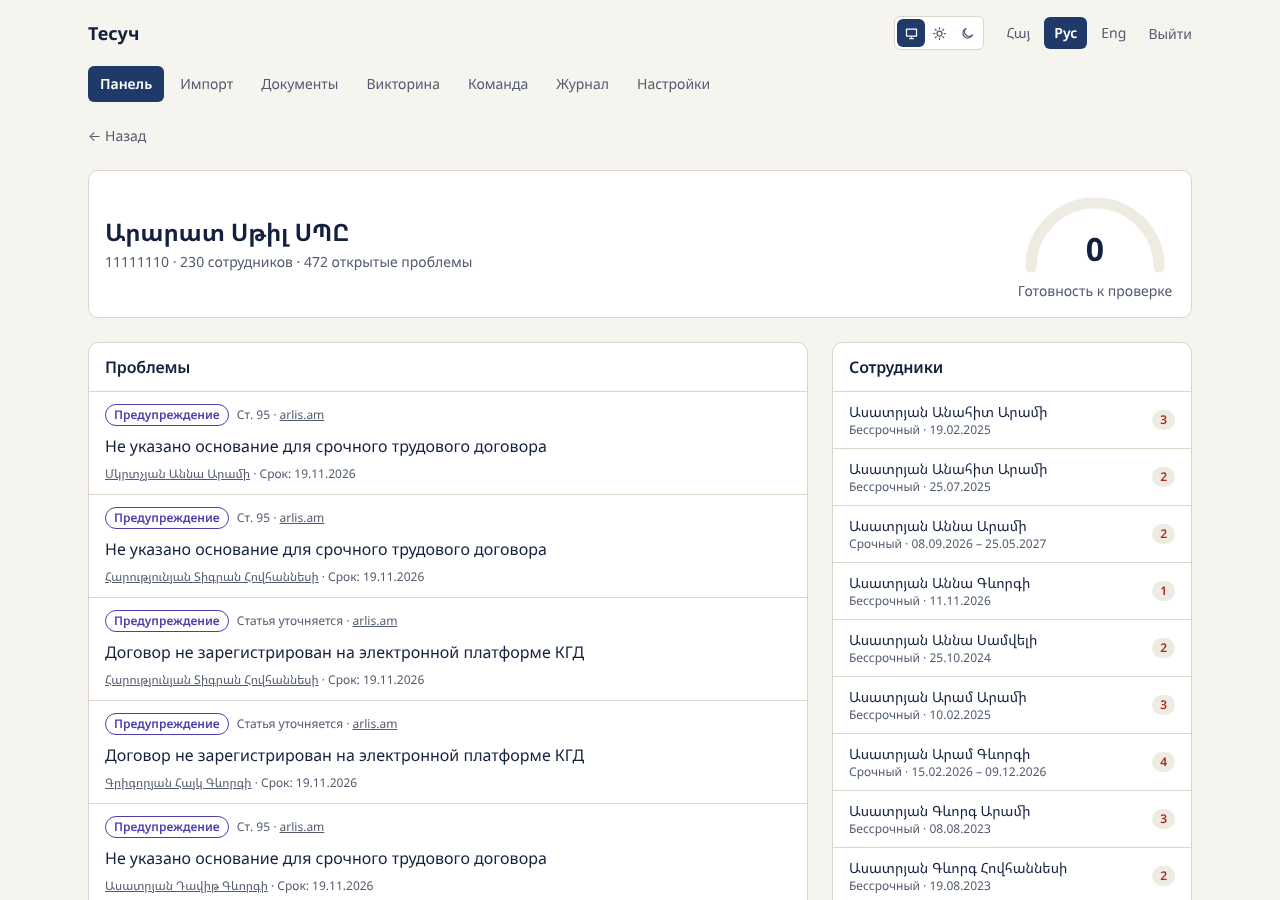 Тесуч
Հայ Рус Eng Выйти
Панель Импорт Документы Викторина Команда Журнал Настройки
← Назад
Արարատ Սթիլ ՍՊԸ
11111110 · 230 сотрудников · 472 открытые проблемы
0
Готовность к проверке
Проблемы
Предупреждение Ст. 95 · arlis.am
Не указано основание для срочного трудового договора
Մկրտչյան Աննա Արամի · Срок: 19.11.2026
Предупреждение Ст. 95 · arlis.am
Не указано основание для срочного трудового договора
Հարությունյան Տիգրան Հովհաննեսի · Срок: 19.11.2026
Предупреждение Статья уточняется · arlis.am
Договор не зарегистрирован на электронной платформе КГД
Հարությունյան Տիգրան Հովհաննեսի · Срок: 19.11.2026
Предупреждение Статья уточняется · arlis.am
Договор не зарегистрирован на электронной платформе КГД
Գրիգորյան Հայկ Գևորգի · Срок: 19.11.2026
Предупреждение Ст. 95 · arlis.am
Не указано основание для срочного трудового договора
Ասատրյան Դավիթ Գևորգի · Срок: 19.11.2026
Сотрудники
Ասատրյան Անահիտ Արամի 3
Бессрочный · 19.02.2025
Ասատրյան Անահիտ Արամի 2
Бессрочный · 25.07.2025
Ասատրյան Աննա Արամի 2
Срочный · 08.09.2026 – 25.05.2027
Ասատրյան Աննա Գևորգի 1
Бессрочный · 11.11.2026
Ասատրյան Աննա Սամվելի 2
Бессрочный · 25.10.2024
Ասատրյան Արամ Արամի 3
Бессрочный · 10.02.2025
Ասատրյան Արամ Գևորգի 4
Срочный · 15.02.2026 – 09.12.2026
Ասատրյան Գևորգ Արամի 3
Бессрочный · 08.08.2023
Ասատրյան Գևորգ Հովհաննեսի 2
Бессрочный · 19.08.2023